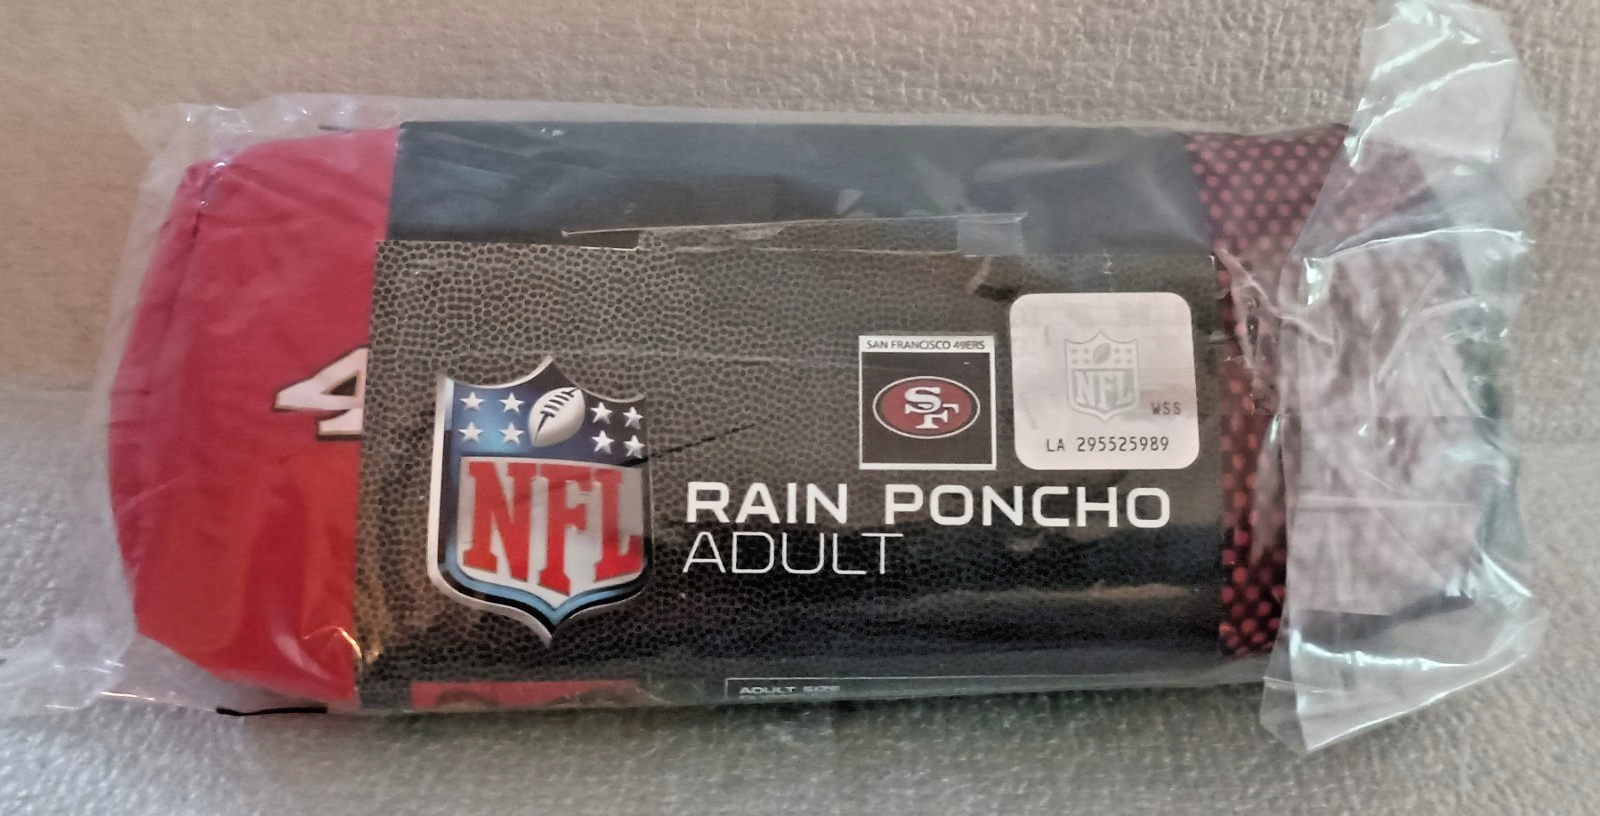 4
SAN FRANCISCO 49ERS
SF
NFL
WSS
LA 295525989
NFL
RAIN PONCHO
ADULT
ADULT SIZE